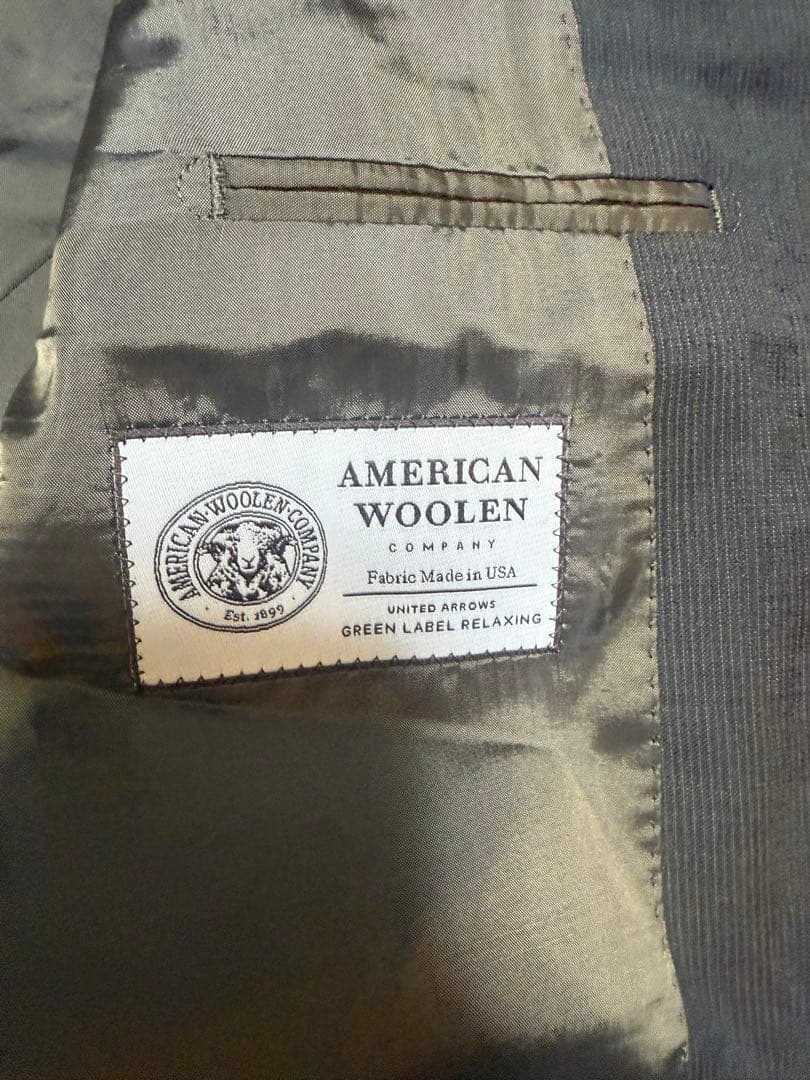 AMERICAN·WOOLEN·COMPANY
Est. 1899
AMERICAN
WOOLEN
COMPANY
Fabric Made in USA
UNITED ARROWS
GREEN LABEL RELAXING